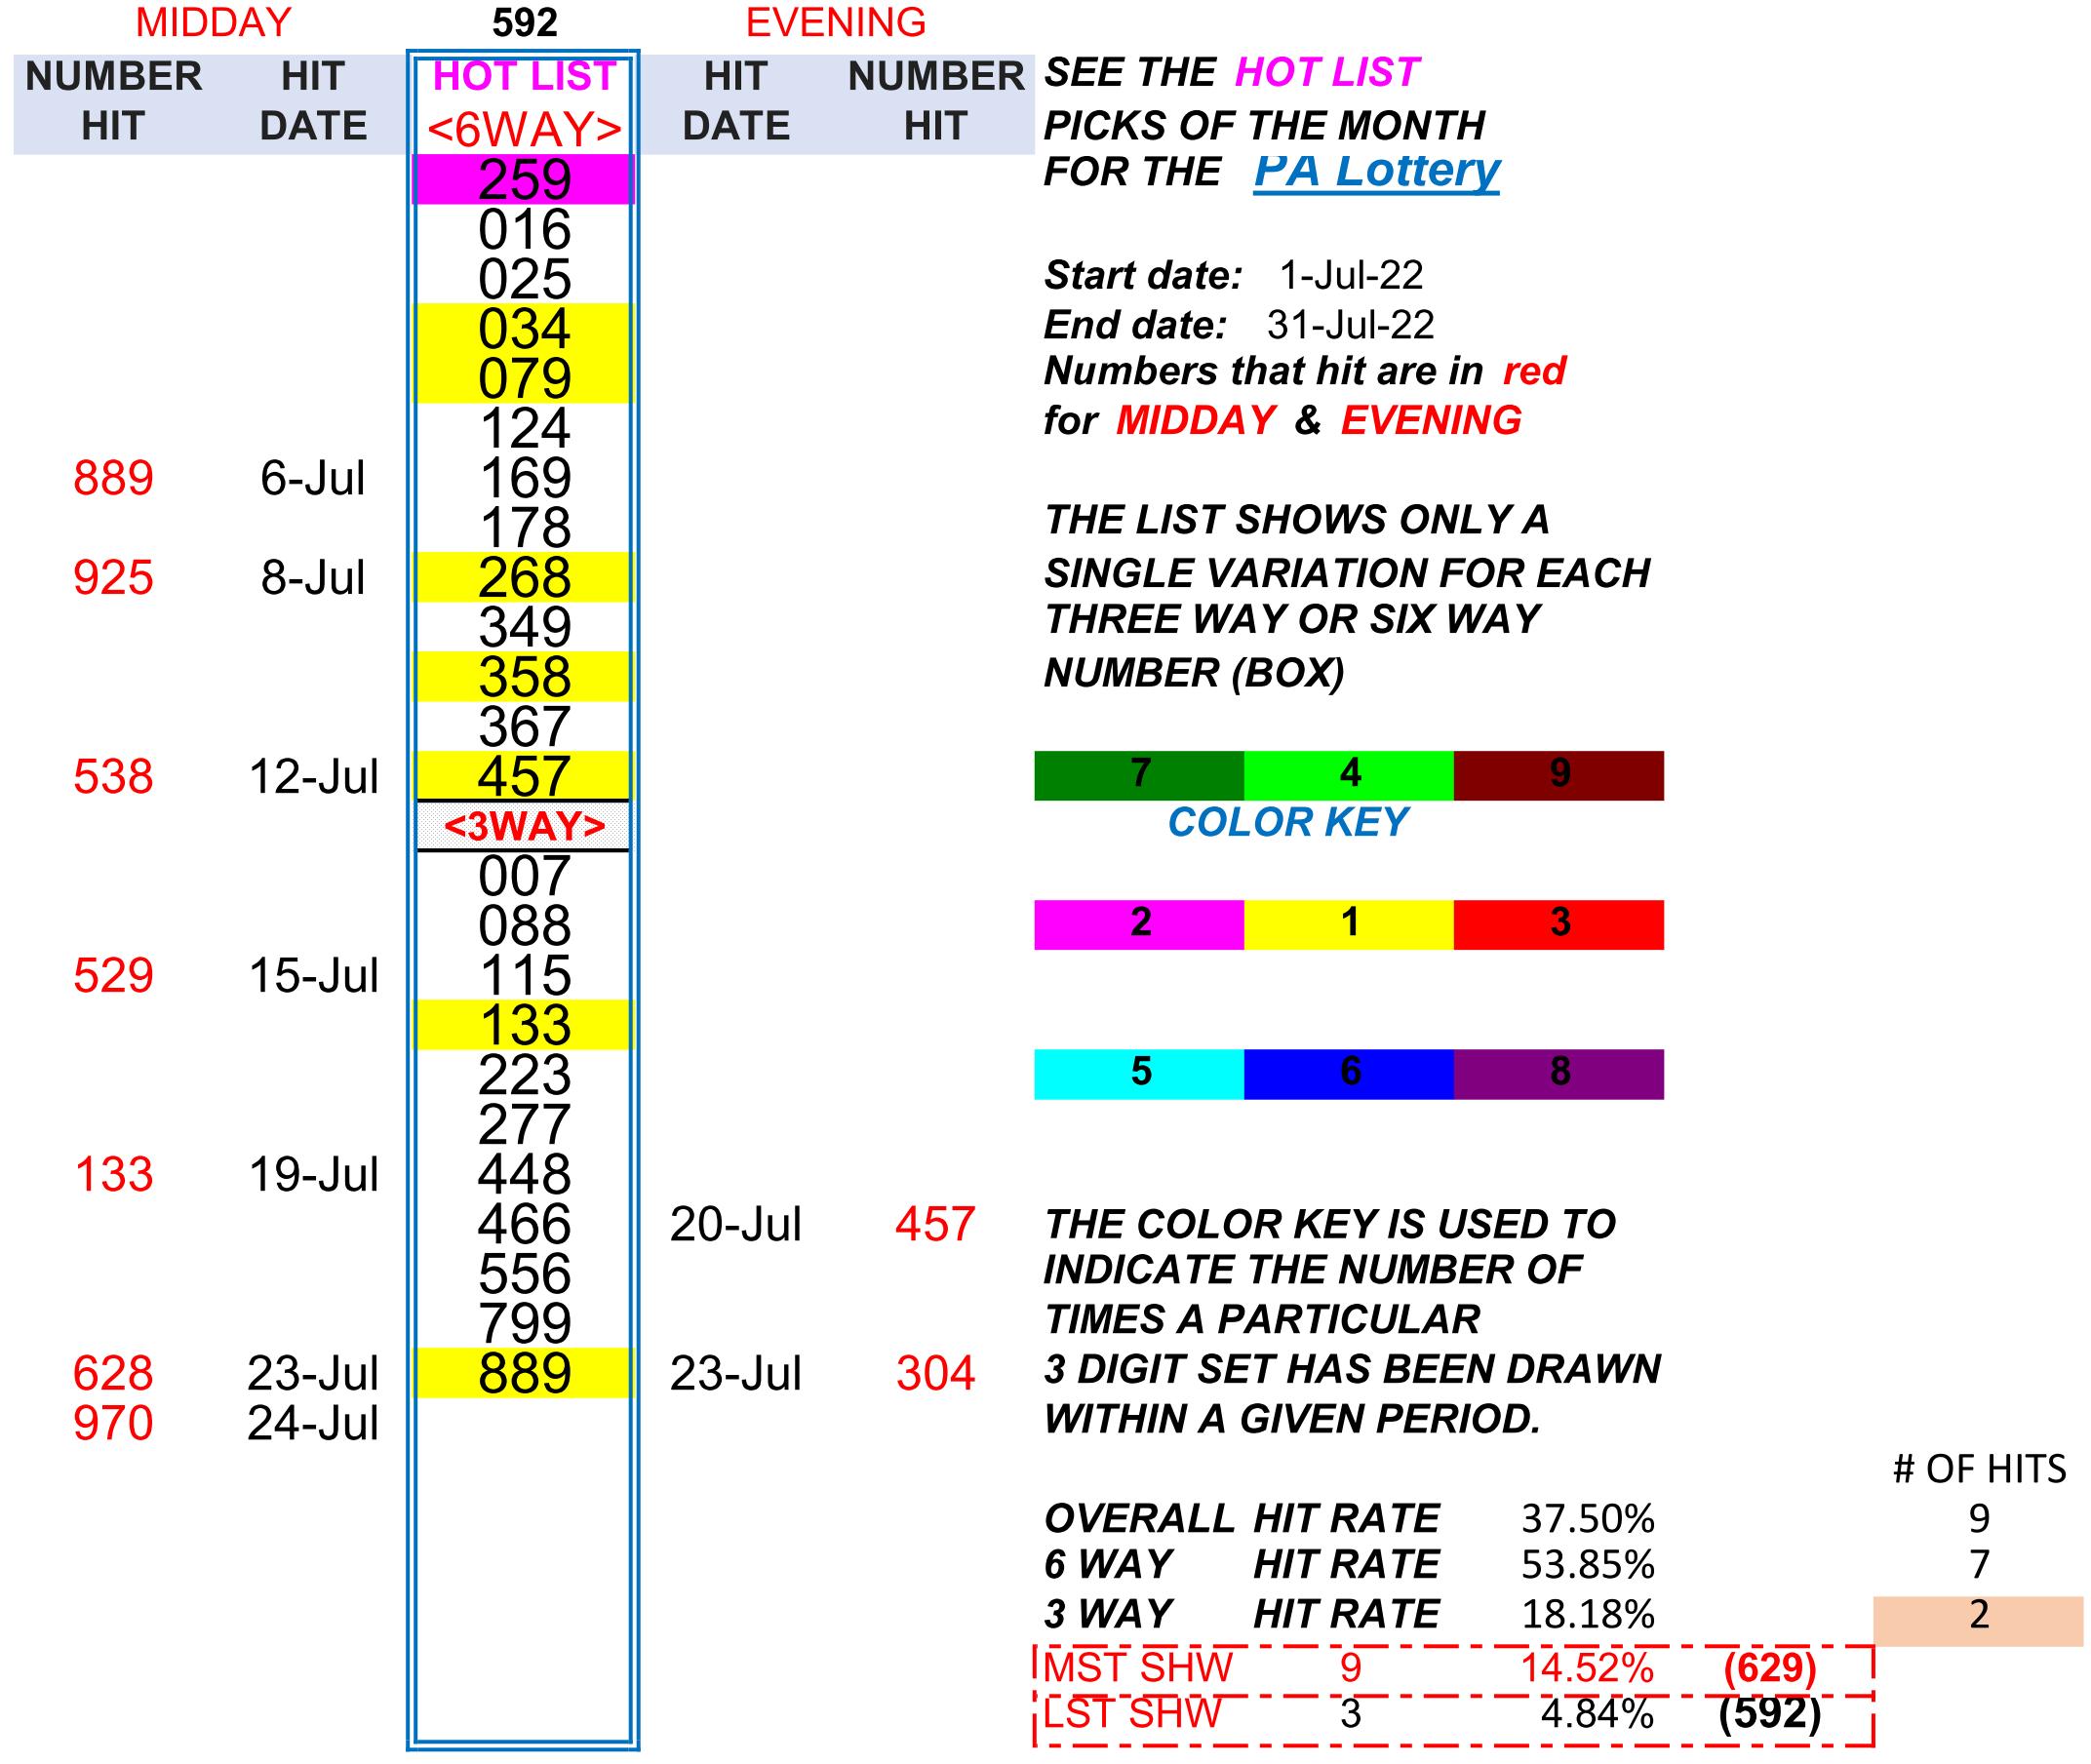 MIDDAY 592 EVENING
NUMBER HIT HOT LIST HIT NUMBER SEE THE HOT LIST
HIT DATE <6WAY> DATE HIT PICKS OF THE MONTH
259 FOR THE PA Lottery
016
025 Start date: 1-Jul-22
034 End date: 31-Jul-22
079 Numbers that hit are in red
124 for MIDDAY & EVENING
889 6-Jul 169
178 THE LIST SHOWS ONLY A
925 8-Jul 268 SINGLE VARIATION FOR EACH
349 THREE WAY OR SIX WAY
358 NUMBER (BOX)
367
538 12-Jul 457 7 4 9
<3WAY> COLOR KEY
007
088 2 1 3
529 15-Jul 115
133
223 5 6 8
277
133 19-Jul 448
466 20-Jul 457 THE COLOR KEY IS USED TO
556 INDICATE THE NUMBER OF
799 TIMES A PARTICULAR
628 23-Jul 889 23-Jul 304 3 DIGIT SET HAS BEEN DRAWN
970 24-Jul WITHIN A GIVEN PERIOD.
# OF HITS
OVERALL HIT RATE 37.50% 9
6 WAY HIT RATE 53.85% 7
3 WAY HIT RATE 18.18% 2
MST SHW 9 14.52% (629)
LST SHW 3 4.84% (592)